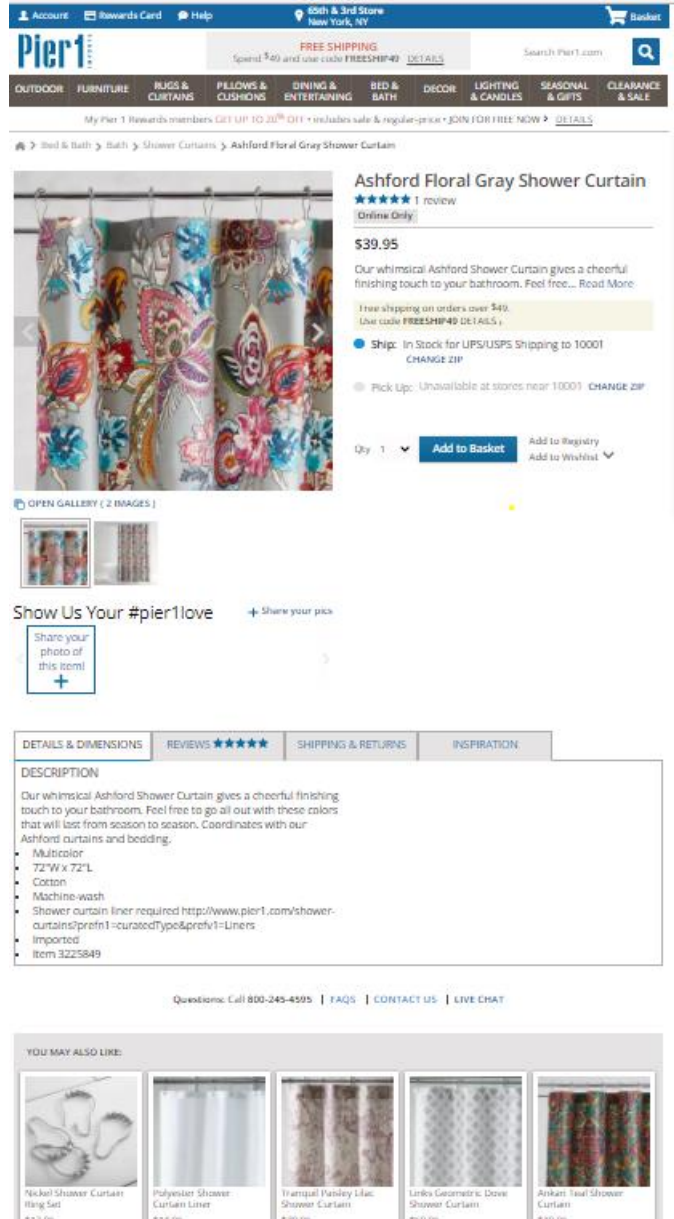 Account Rewards Card Help 65th & 3rd Store
New York, NY
Basket
Pier1
FREE SHIPPING
Spend $49 and use code FREESHIP49 DETAILS
Search Pier1.com
OUTDOOR FURNITURE RUGS & CURTAINS PILLOWS & CUSHIONS DINING & ENTERTAINING BED & BATH DECOR LIGHTING & CANDLES SEASONAL & GIFTS CLEARANCE & SALE
My Pier 1 Rewards members GET UP TO 20% OFF • includes sale & regular-price • JOIN FOR FREE NOW > DETAILS
Bed & Bath > Bath > Shower Curtains > Ashford Floral Gray Shower Curtain
Ashford Floral Gray Shower Curtain
1 review
Online Only
$39.95
Our whimsical Ashford Shower Curtain gives a cheerful
finishing touch to your bathroom. Feel free... Read More
Free shipping on orders over $49.
Use code FREESHIP49 DETAILS
Ship: In Stock for UPS/USPS Shipping to 10001
CHANGE ZIP
Pick Up: Unavailable at stores near 10001 CHANGE ZIP
Qty 1 Add to Basket
Add to Registry
Add to Wishlist
OPEN GALLERY ( 2 IMAGES )
Show Us Your #pier1love + Share your pics
Share your
photo of
this item!
+
DETAILS & DIMENSIONS REVIEWS SHIPPING & RETURNS INSPIRATION
DESCRIPTION
Our whimsical Ashford Shower Curtain gives a cheerful finishing
touch to your bathroom. Feel free to go all out with these colors
that will last from season to season. Coordinates with our
Ashford curtains and bedding.
• Multicolor
• 72"W x 72"L
• Cotton
• Machine-wash
• Shower curtain liner required http://www.pier1.com/shower-
curtains?prefn1=curatedType&prefv1=Liners
• Imported
• Item 3225849
Questions: Call 800-245-4595 | FAQS | CONTACT US | LIVE CHAT
YOU MAY ALSO LIKE:
Nickel Shower Curtain
Ring Set
Polyester Shower
Curtain Liner
Tranquil Paisley Lilac
Shower Curtain
Links Geometric Dove
Shower Curtain
Ankari Teal Shower
Curtain